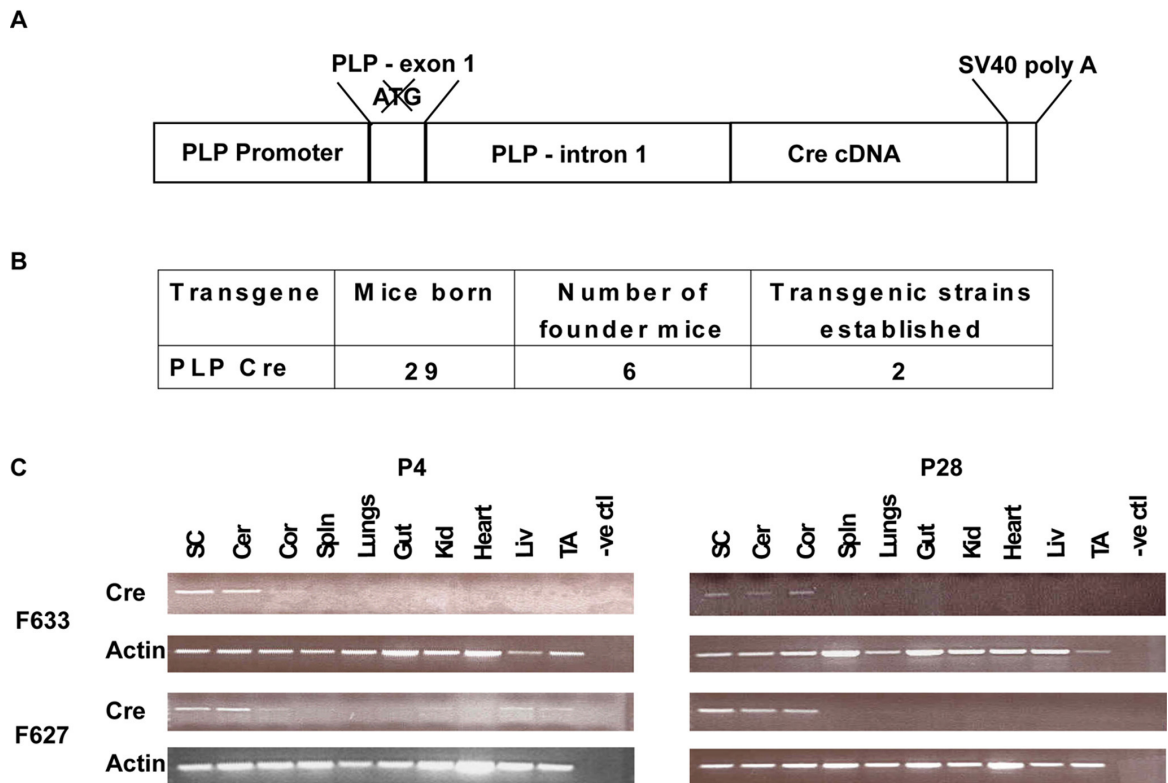 A
PLP - exon 1
ATG
SV40 poly A
PLP Promoter
PLP - intron 1
Cre cDNA
B
Transgene Mice born Number of founder mice Transgenic strains established
PLP Cre 29 6 2
C
P4
P28
SC Cer Cor Spln Lungs Gut Kid Heart Liv TA -ve ctl
SC Cer Cor Spln Lungs Gut Kid Heart Liv TA -ve ctl
F633
Cre
Actin
F627
Cre
Actin